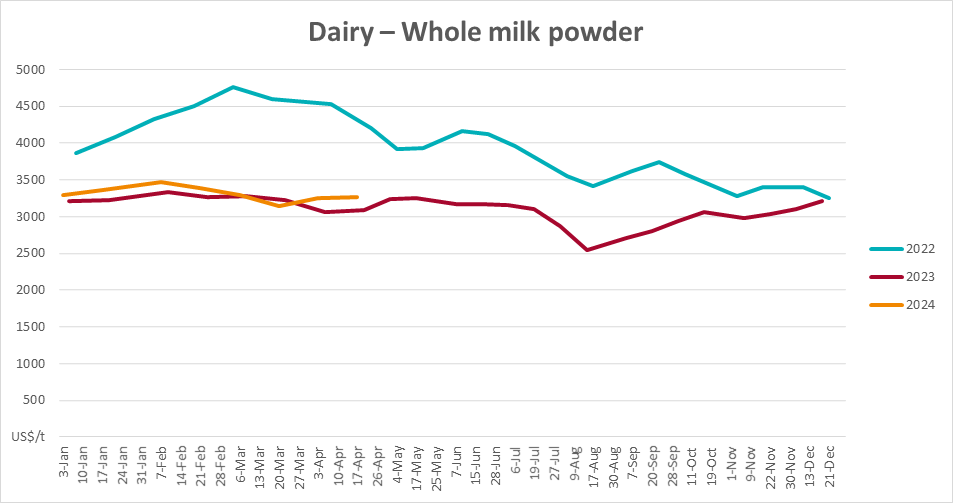 Dairy – Whole milk powder
5000
4500
4000
3500
3000
2500
2000
1500
1000
500
US$/t
3-Jan
10-Jan
24-Jan
31-Jan
7-Feb
14-Feb
21-Feb
28-Feb
6-Mar
13-Mar
20-Mar
27-Mar
3-Apr
10-Apr
17-Apr
26-Apr
4-May
17-May
25-May
7-Jun
15-Jun
28-Jun
6-Jul
19-Jul
27-Jul
9-Aug
17-Aug
30-Aug
7-Sep
20-Sep
28-Sep
11-Oct
19-Oct
1-Nov
9-Nov
22-Nov
30-Nov
13-Dec
21-Dec
2022
2023
2024